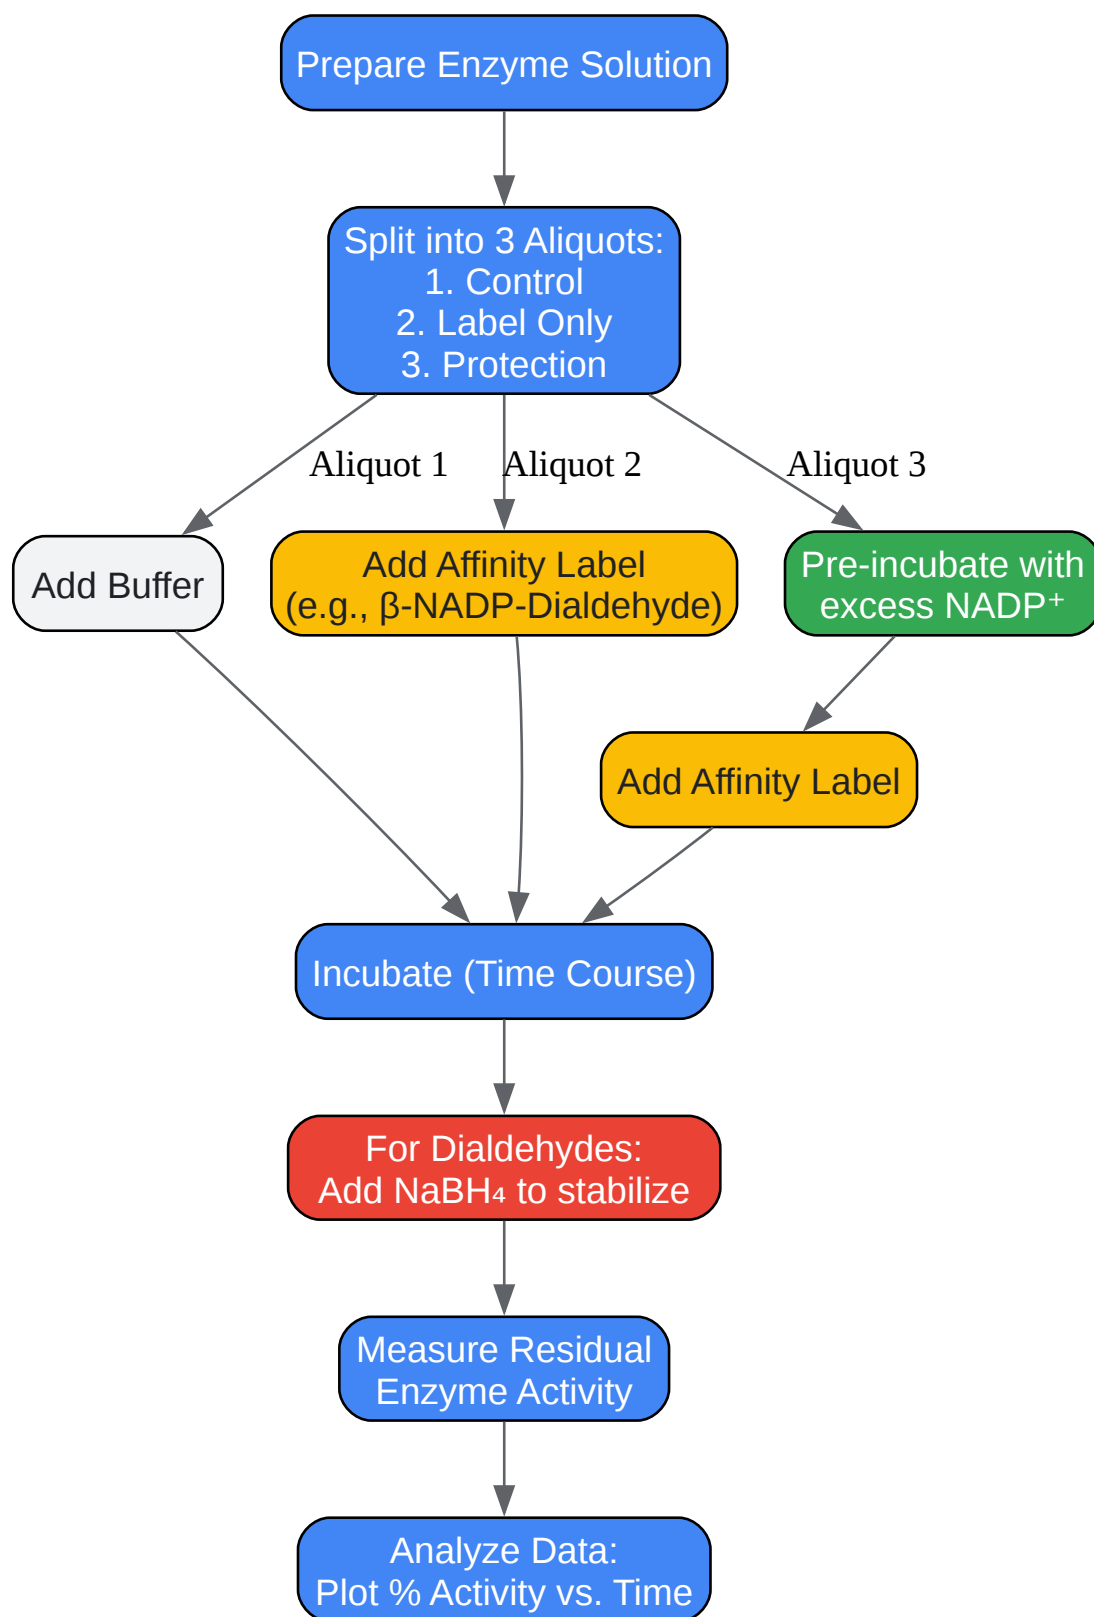 Prepare Enzyme Solution
Split into 3 Aliquots:
1. Control
2. Label Only
3. Protection
Aliquot 1
Aliquot 2
Aliquot 3
Add Buffer
Add Affinity Label
(e.g., β-NADP-Dialdehyde)
Pre-incubate with
excess NADP⁺
Add Affinity Label
Incubate (Time Course)
For Dialdehydes:
Add NaBH₄ to stabilize
Measure Residual
Enzyme Activity
Analyze Data:
Plot % Activity vs. Time